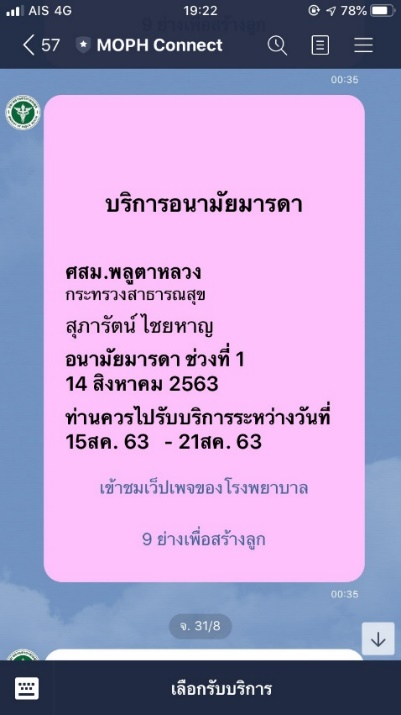 AIS 4G 19:22 78%
57 MOPH Connect
9 ย่างเพื่อสร้างลูก
00:35
บริการอนามัยมารดา
ศสม.พลูตาหลวง
กระทรวงสาธารณสุข
สุภารัตน์ ไชยหาญ
อนามัยมารดา ช่วงที่ 1
14 สิงหาคม 2563
ท่านควรไปรับบริการระหว่างวันที่
15สค. 63 - 21สค. 63
เข้าชมเว็ปเพจของโรงพยาบาล
9 ย่างเพื่อสร้างลูก
00:35
จ. 31/8
เลือกรับบริการ